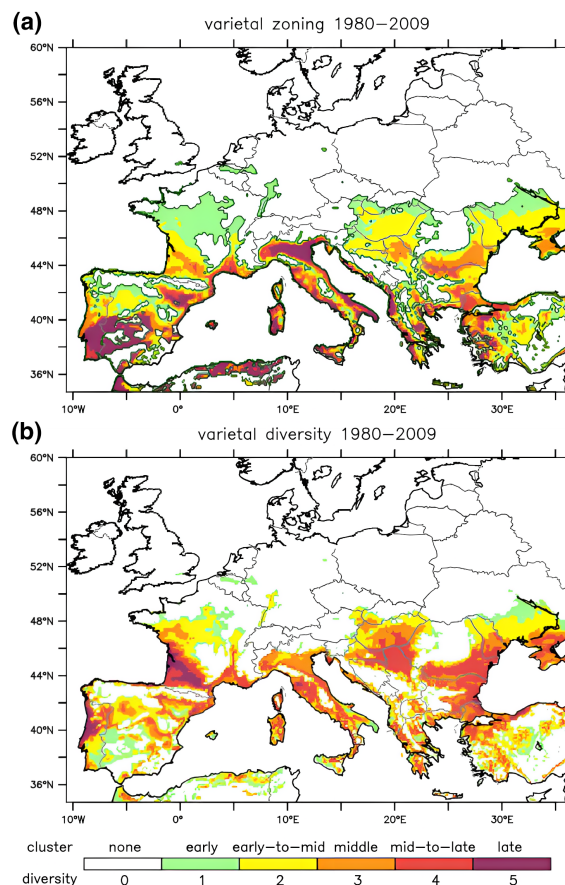 (a)
varietal zoning 1980–2009
60°N
56°N
52°N
48°N
44°N
40°N
36°N
10°W 0° 10°E 20°E 30°E
(b)
varietal diversity 1980–2009
60°N
56°N
52°N
48°N
44°N
40°N
36°N
10°W 0° 10°E 20°E 30°E
cluster none early early–to–mid middle mid–to–late late
diversity 0 1 2 3 4 5